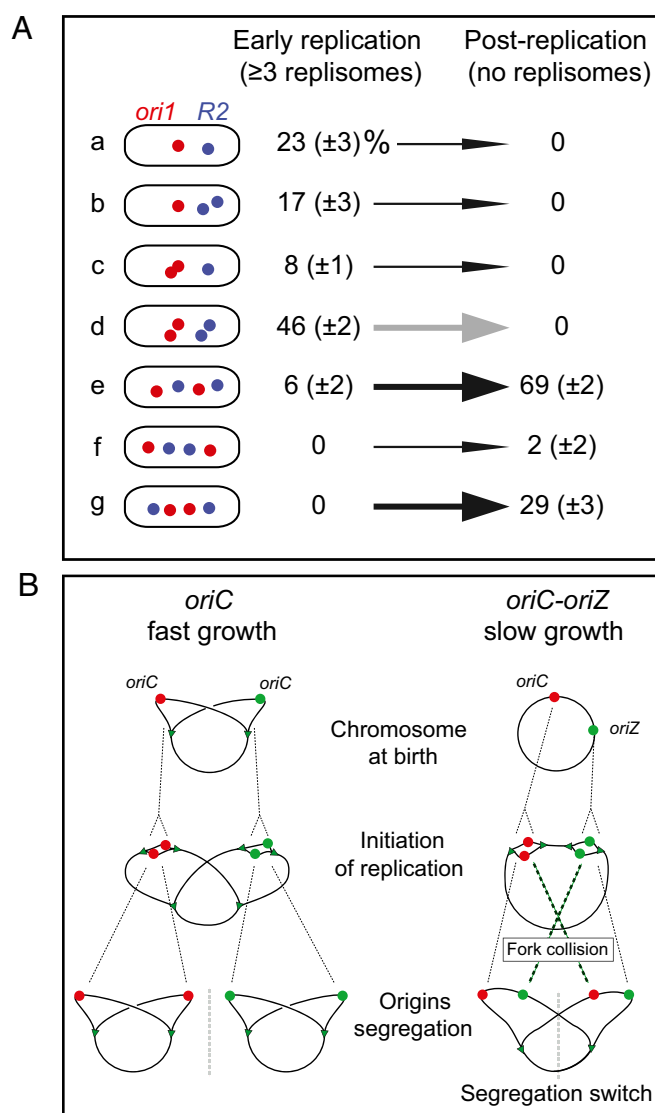 A
Early replication Post-replication
(≥3 replisomes) (no replisomes)
ori1 R2
a 23 (±3)% 0
b 17 (±3) 0
c 8 (±1) 0
d 46 (±2) 0
e 6 (±2) 69 (±2)
f 0 2 (±2)
g 0 29 (±3)
B
oriC oriC-oriZ
fast growth slow growth
oriC oriC oriC
Chromosome
at birth
oriZ
Initiation
of replication
Fork collision
Origins
segregation
Segregation switch